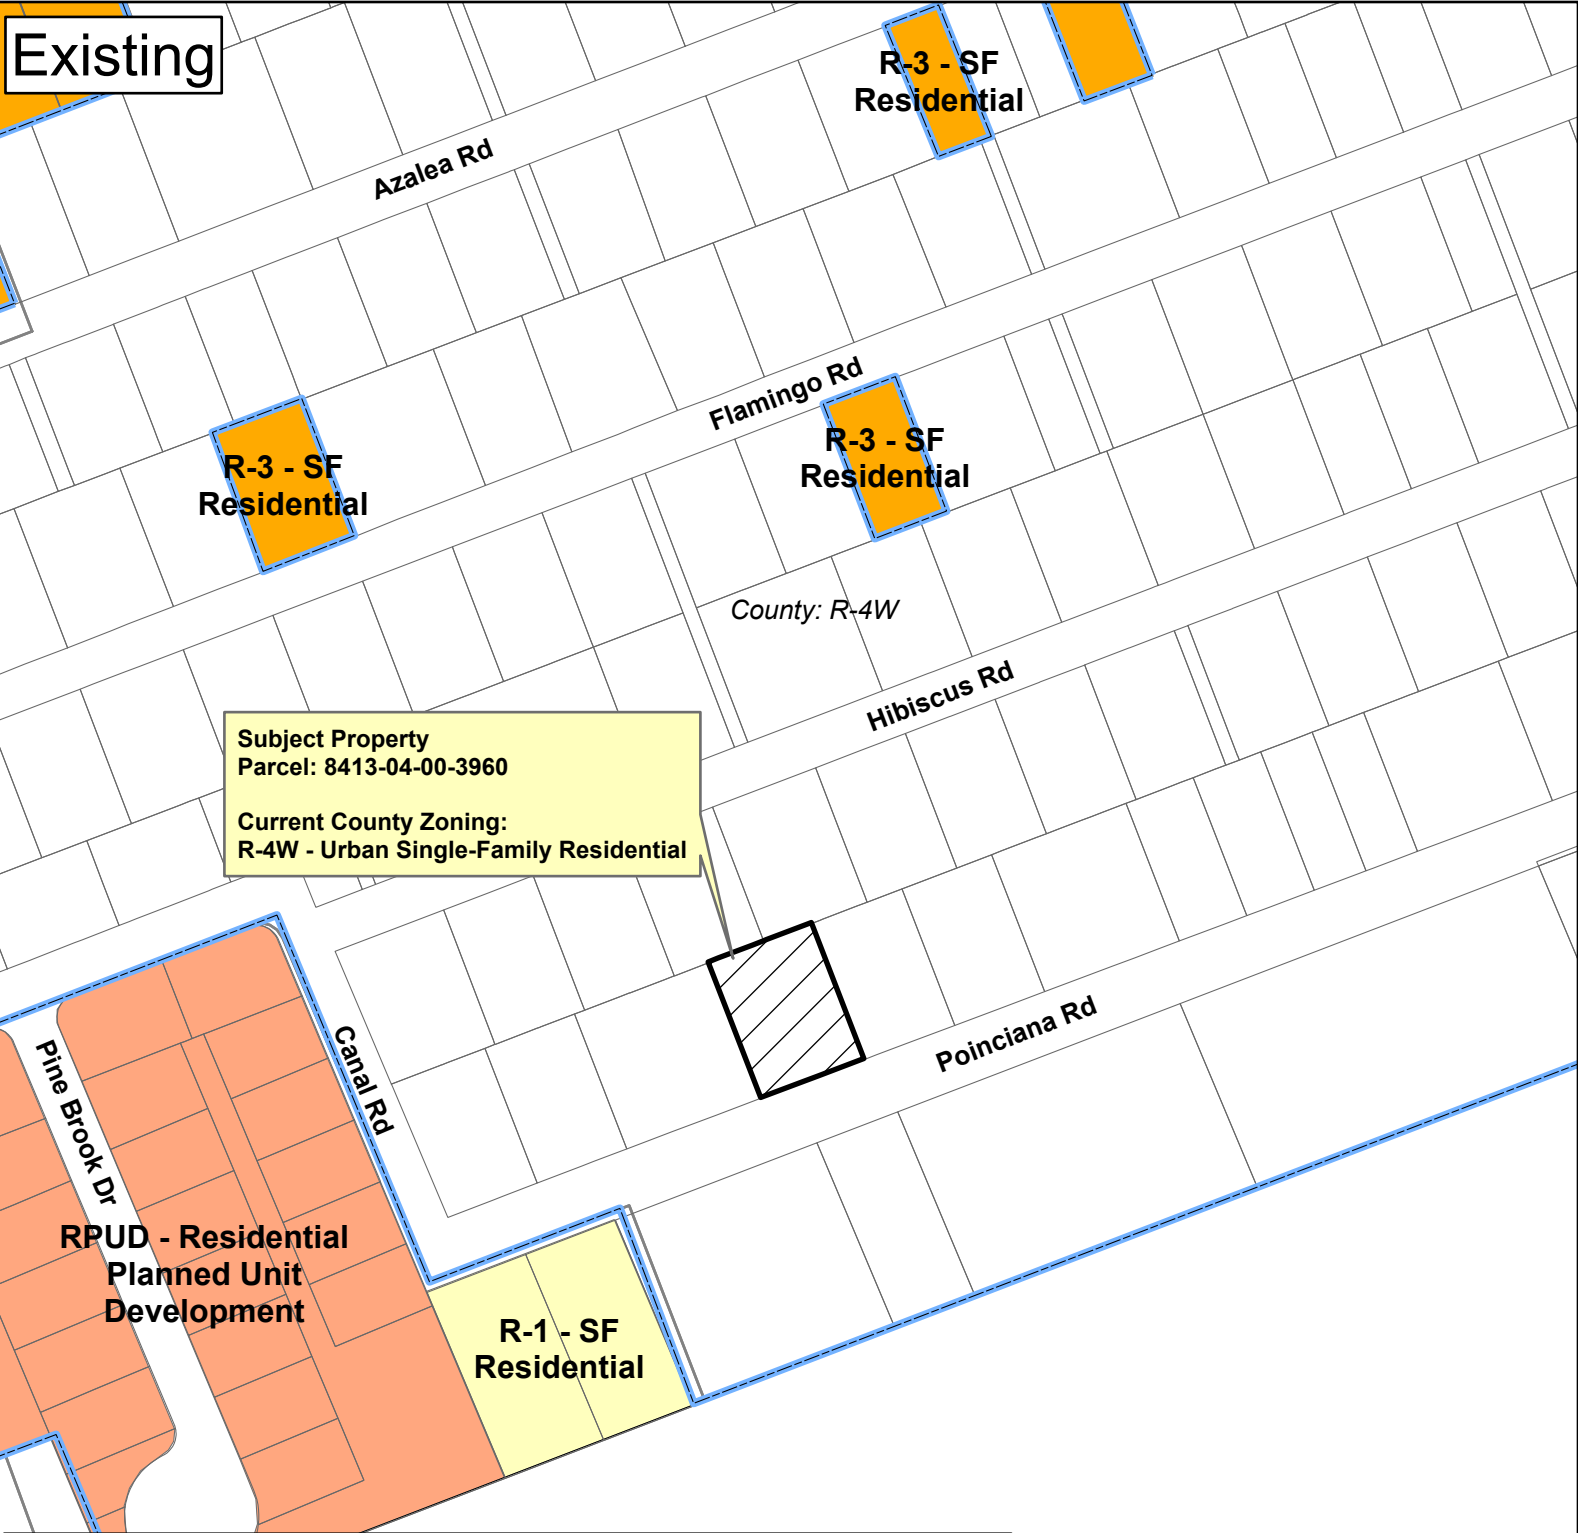 Existing
R-3 - SF
Residential
Azalea Rd
Flamingo Rd
R-3 - SF
Residential
R-3 - SF
Residential
County: R-4W
Hibiscus Rd
Subject Property
Parcel: 8413-04-00-3960
Current County Zoning:
R-4W - Urban Single-Family Residential
Poinciana Rd
Canal Rd
Pine Brook Dr
RPUD - Residential
Planned Unit
Development
R-1 - SF
Residential